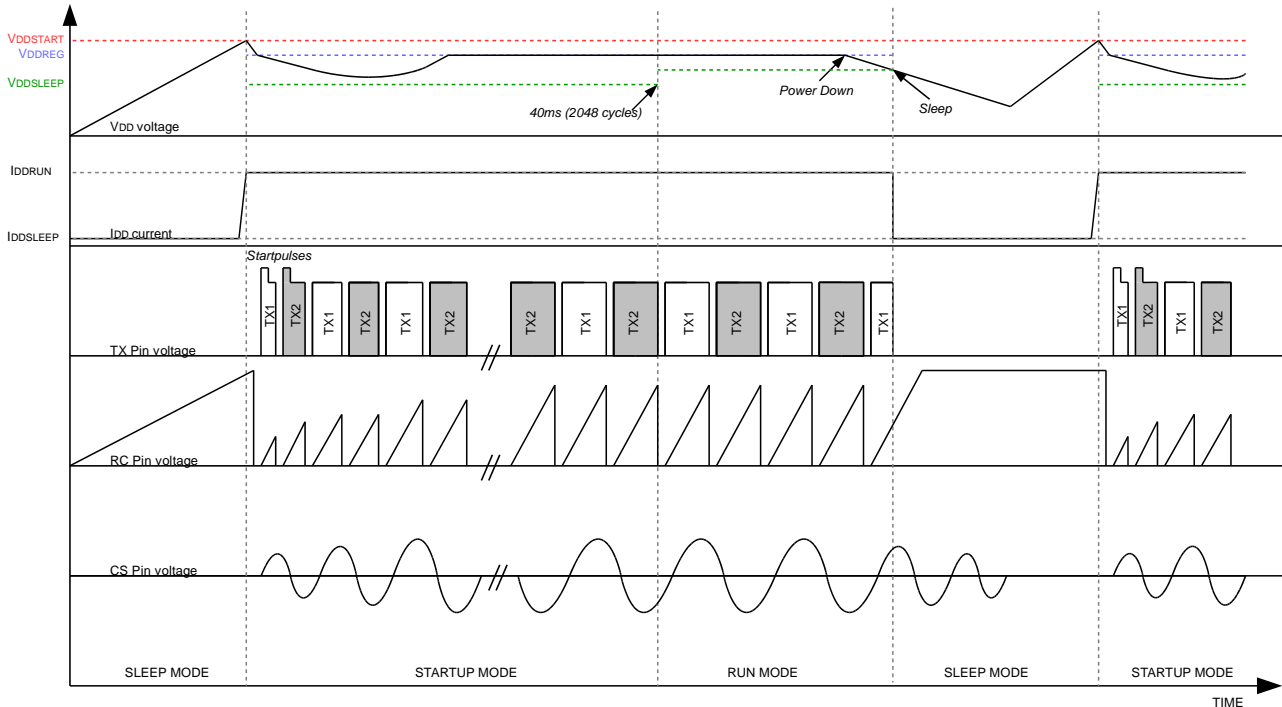 VDDSTART
VDDREG
VDDSLEEP
40ms (2048 cycles)
Power Down
Sleep
VDD voltage
IDDRUN
IDDSLEEP
IDD current
Startpulses
TX1
TX2
TX1
TX2
TX1
TX2
TX2
TX1
TX2
TX1
TX2
TX1
TX2
TX1
TX1
TX2
TX1
TX2
TX Pin voltage
RC Pin voltage
CS Pin voltage
SLEEP MODE
STARTUP MODE
RUN MODE
SLEEP MODE
STARTUP MODE
TIME